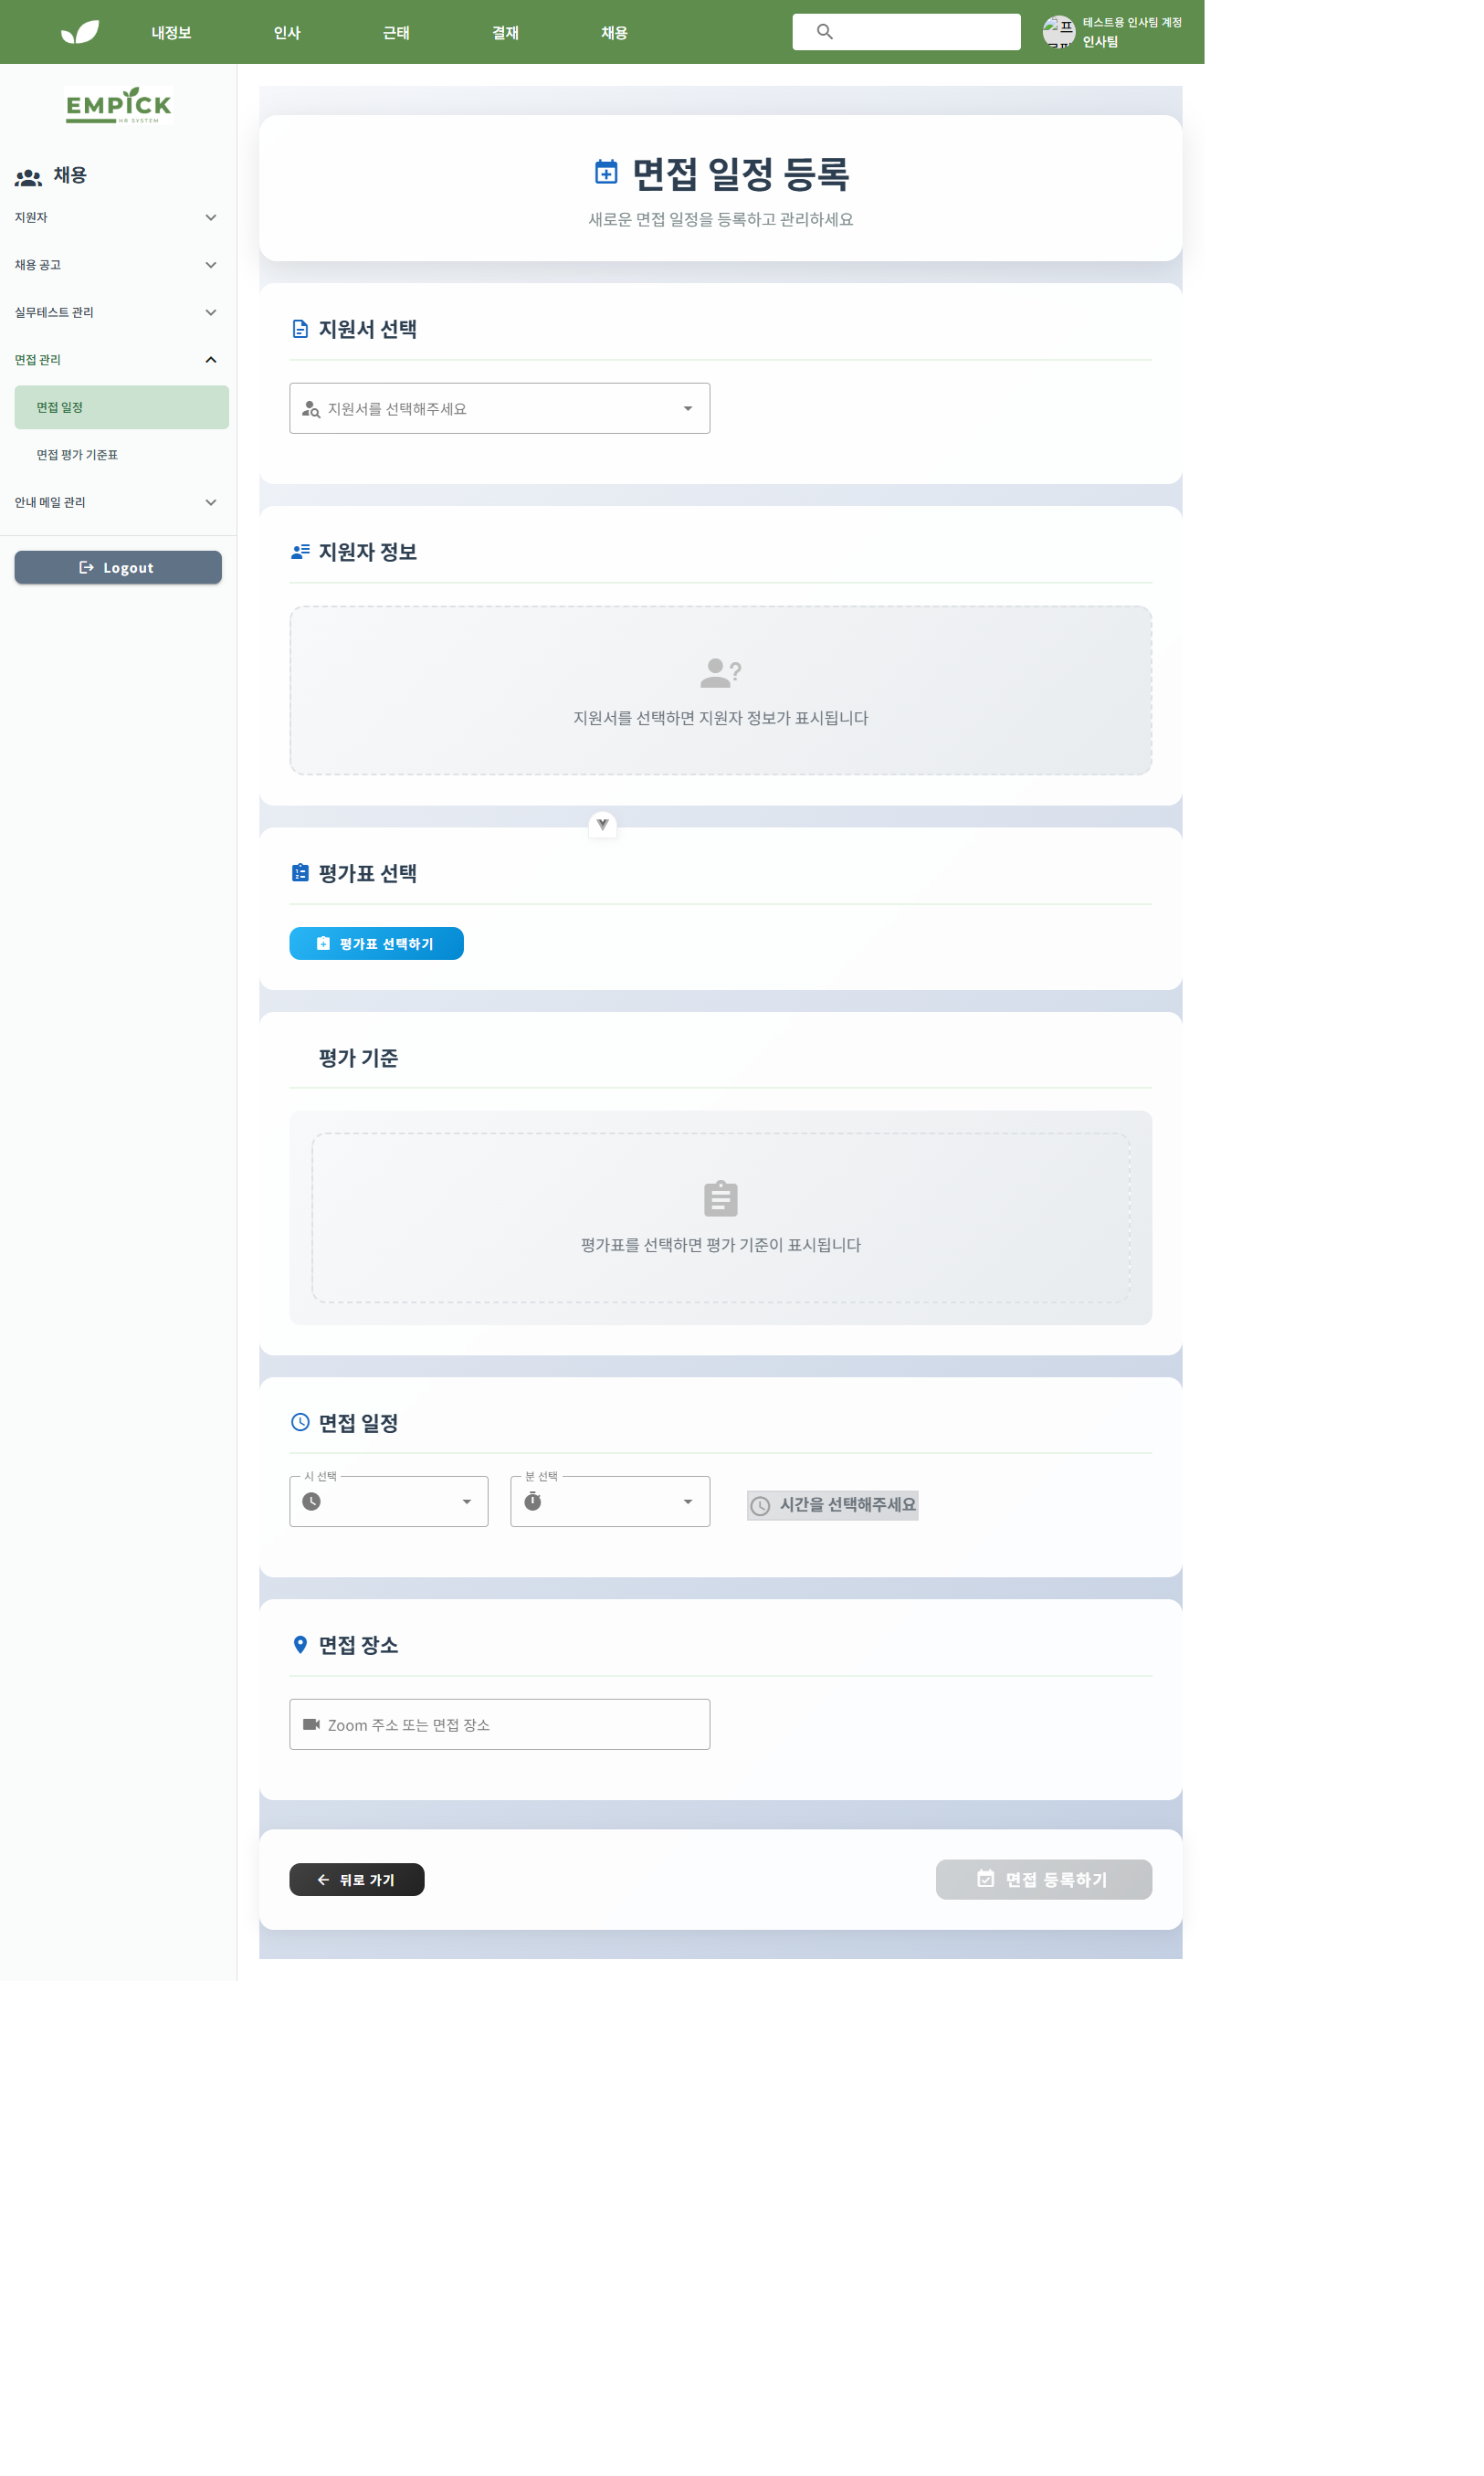 내정보
인사
근태
결재
채용
테스트용 인사팀 계정
인사팀
프
EMPICK
HR SYSTEM
채용
지원자
채용 공고
실무테스트 관리
면접 관리
면접 일정
면접 평가 기준표
안내 메일 관리
Logout
면접 일정 등록
새로운 면접 일정을 등록하고 관리하세요
지원서 선택
지원서를 선택해주세요
지원자 정보
지원서를 선택하면 지원자 정보가 표시됩니다
평가표 선택
평가표 선택하기
평가 기준
평가표를 선택하면 평가 기준이 표시됩니다
면접 일정
시 선택
분 선택
시간을 선택해주세요
면접 장소
Zoom 주소 또는 면접 장소
뒤로 가기
면접 등록하기